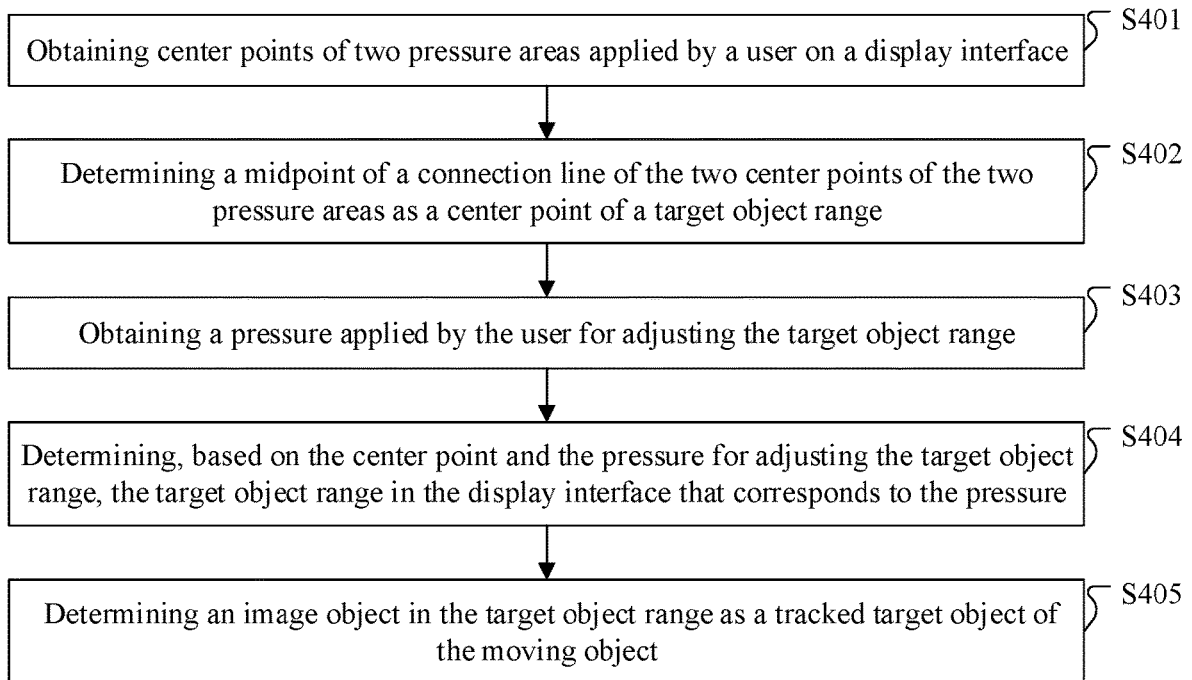 S401
Obtaining center points of two pressure areas applied by a user on a display interface
S402
Determining a midpoint of a connection line of the two center points of the two
pressure areas as a center point of a target object range
S403
Obtaining a pressure applied by the user for adjusting the target object range
S404
Determining, based on the center point and the pressure for adjusting the target object
range, the target object range in the display interface that corresponds to the pressure
S405
Determining an image object in the target object range as a tracked target object of
the moving object